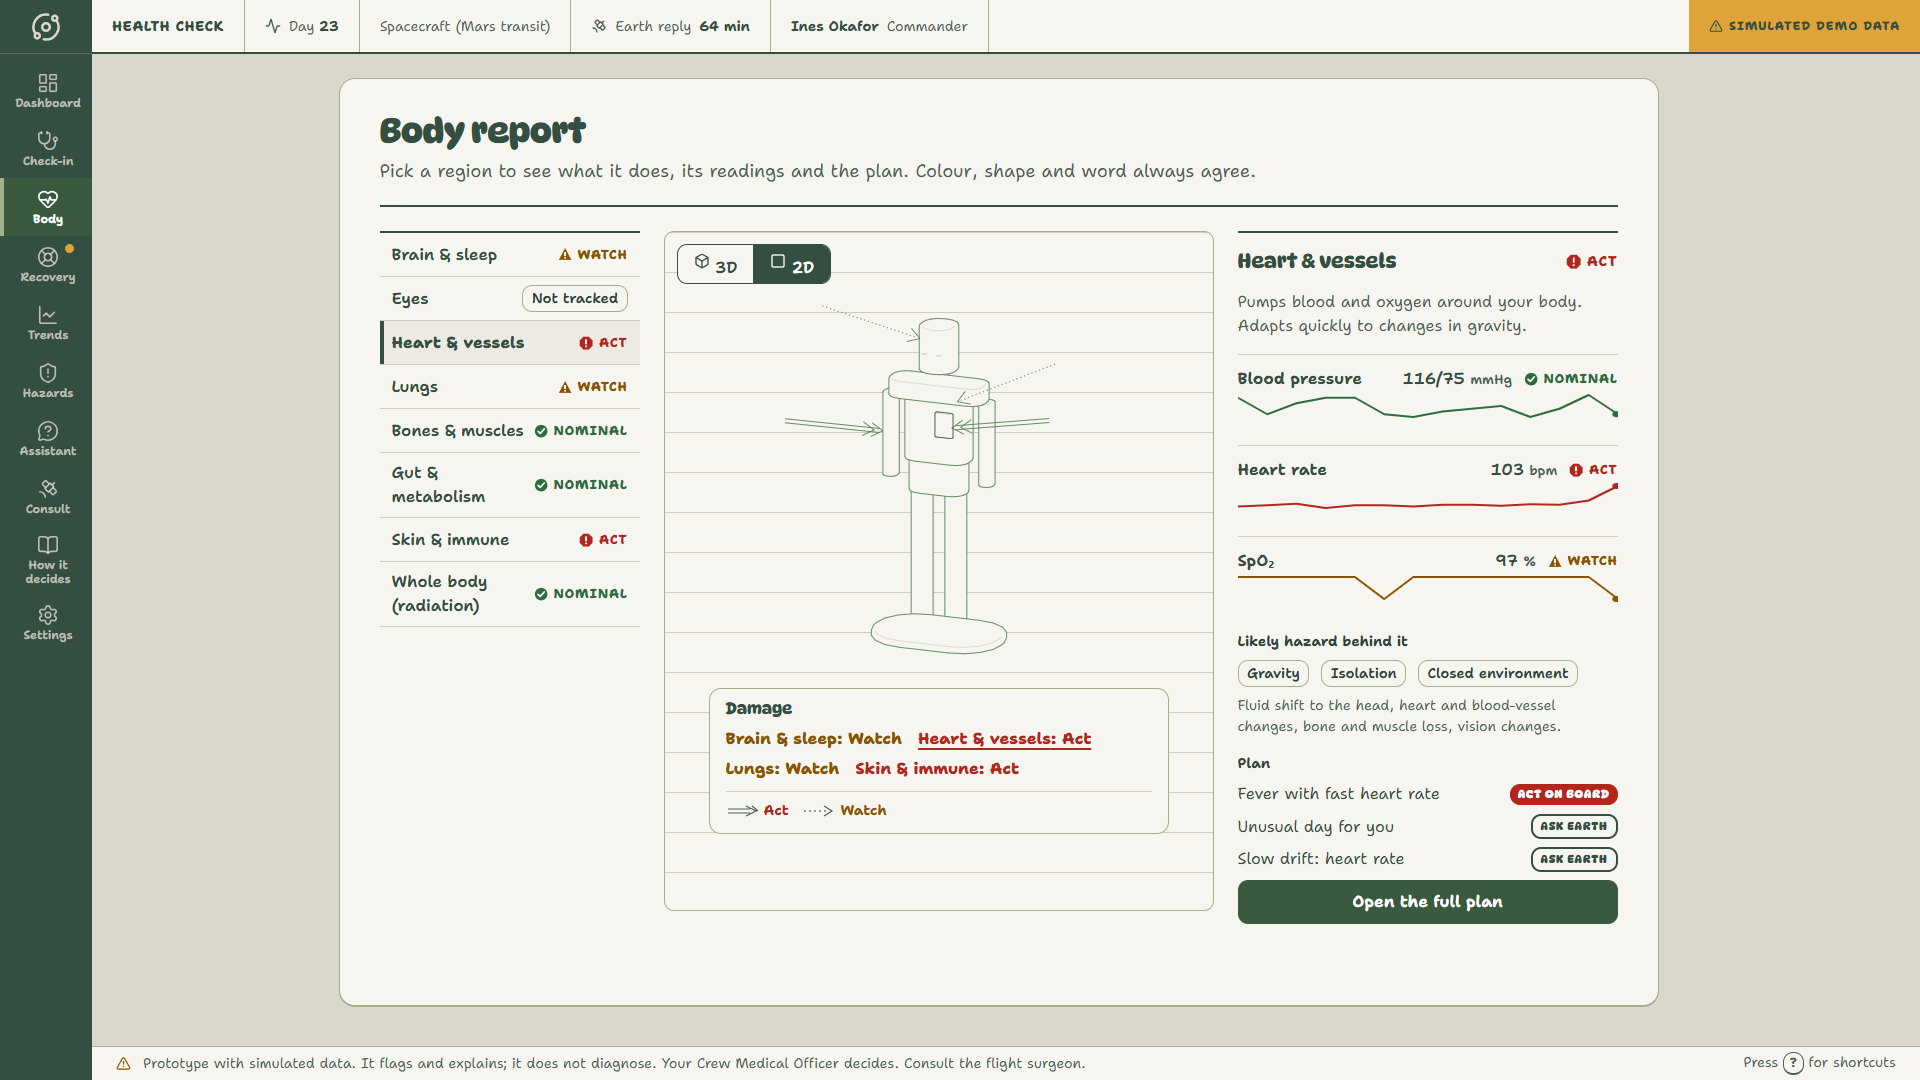 HEALTH CHECK
Day 23
Spacecraft (Mars transit)
Earth reply 64 min
Ines Okafor Commander
SIMULATED DEMO DATA
Dashboard
Check-in
Body
Recovery
Trends
Hazards
Assistant
Consult
How it
decides
Settings
Body report
Pick a region to see what it does, its readings and the plan. Colour, shape and word always agree.
Brain & sleep WATCH
Eyes Not tracked
Heart & vessels ACT
Lungs WATCH
Bones & muscles NOMINAL
Gut &
metabolism NOMINAL
Skin & immune ACT
Whole body
(radiation) NOMINAL
3D 2D
Damage
Brain & sleep: Watch Heart & vessels: Act
Lungs: Watch Skin & immune: Act
Act Watch
Heart & vessels ACT
Pumps blood and oxygen around your body.
Adapts quickly to changes in gravity.
Blood pressure 116/75 mmHg NOMINAL
Heart rate 103 bpm ACT
SpO₂ 97 % WATCH
Likely hazard behind it
Gravity Isolation Closed environment
Fluid shift to the head, heart and blood-vessel
changes, bone and muscle loss, vision changes.
Plan
Fever with fast heart rate ACT ON BOARD
Unusual day for you ASK EARTH
Slow drift: heart rate ASK EARTH
Open the full plan
Prototype with simulated data. It flags and explains; it does not diagnose. Your Crew Medical Officer decides. Consult the flight surgeon.
Press ? for shortcuts